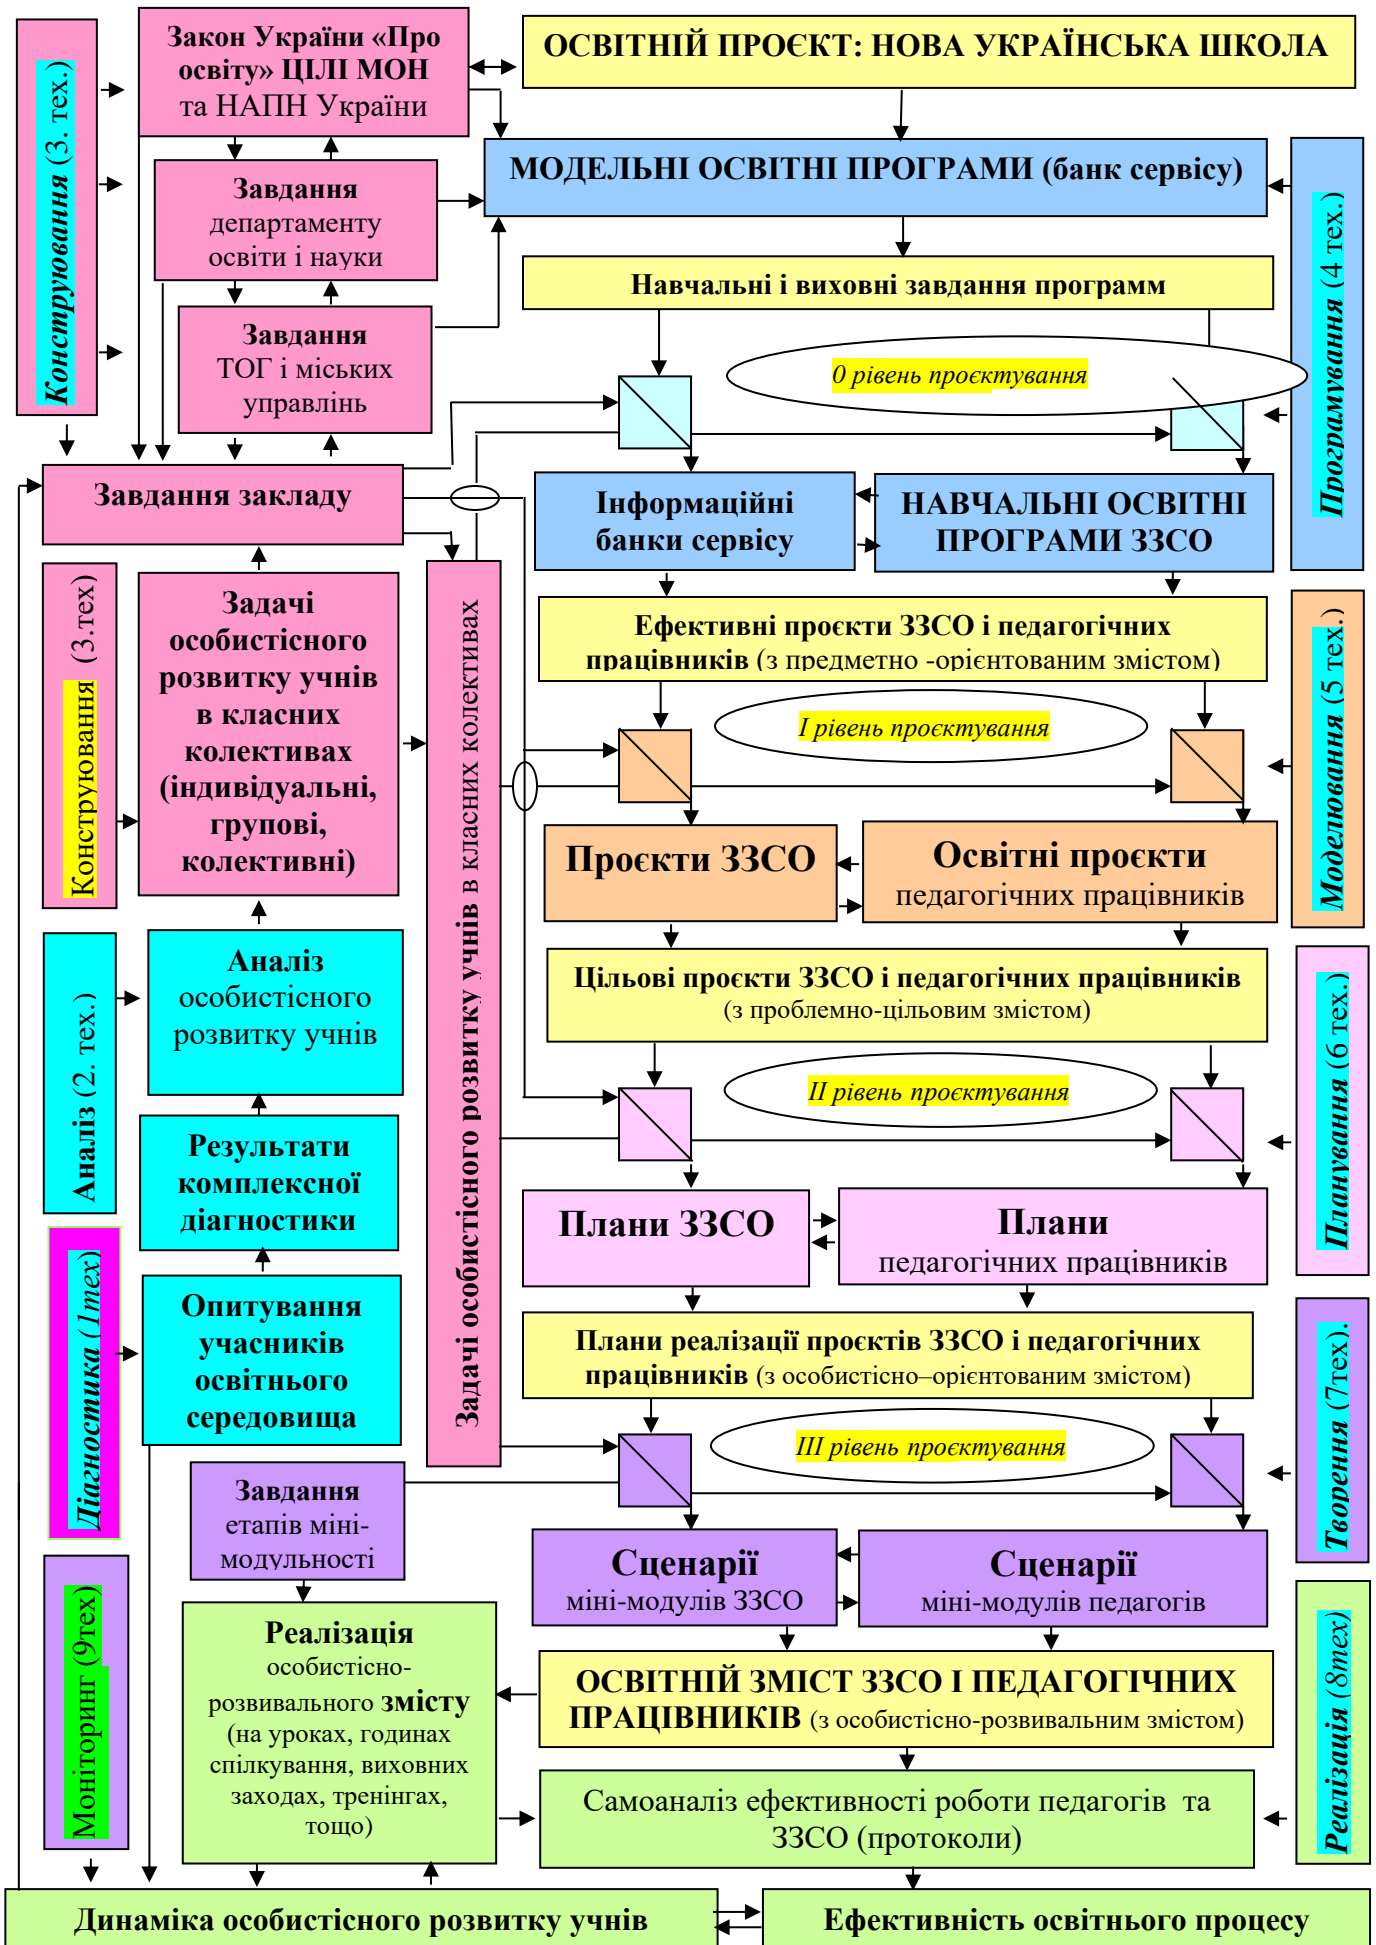 Закон України «Про
освіту» ЦІЛІ МОН
та НАПН України
ОСВІТНІЙ ПРОЄКТ: НОВА УКРАЇНСЬКА ШКОЛА
Конструювання (3. тех.)
МОДЕЛЬНІ ОСВІТНІ ПРОГРАМИ (банк сервісу)
Завдання
департаменту
освіти і науки
Програмування (4 тех.)
Навчальні і виховні завдання программ
Завдання
ТОГ і міських
управлінь
0 рівень проєктування
Завдання закладу
Інформаційні
банки сервісу
НАВЧАЛЬНІ ОСВІТНІ
ПРОГРАМИ ЗЗСО
Конструювання (3.тех)
Задачі
особистісного
розвитку учнів
в класних
колективах
(індивідуальні,
групові,
колективні)
Задачі особистісного розвитку учнів в класних колективах
Ефективні проєкти ЗЗСО і педагогічних
працівників (з предметно -орієнтованим змістом)
Моделювання (5 тех.)
І рівень проєктування
Проєкти ЗЗСО
Освітні проєкти
педагогічних працівників
Аналіз (2. тех.)
Аналіз
особистісного
розвитку учнів
Цільові проєкти ЗЗСО і педагогічних працівників
(з проблемно-цільовим змістом)
Планування (6 тех.)
ІІ рівень проєктування
Результати
комплексної
діагностики
Плани ЗЗСО
Плани
педагогічних працівників
Діагностика (1тех)
Опитування
учасників
освітнього
середовища
Плани реалізації проєктів ЗЗСО і педагогічних
працівників (з особистісно–орієнтованим змістом)
Творення (7тех).
ІІІ рівень проєктування
Завдання
етапів міні-
модульності
Сценарії
міні-модулів ЗЗСО
Сценарії
міні-модулів педагогів
Моніторинг (9тех)
Реалізація
особистісно-
розвивального змісту
(на уроках, годинах
спілкування, виховних
заходах, тренінгах,
тощо)
ОСВІТНІЙ ЗМІСТ ЗЗСО І ПЕДАГОГІЧНИХ
ПРАЦІВНИКІВ (з особистісно-розвивальним змістом)
Реалізація (8тех)
Самоаналіз ефективності роботи педагогів та
ЗЗСО (протоколи)
Динаміка особистісного розвитку учнів
Ефективність освітнього процесу